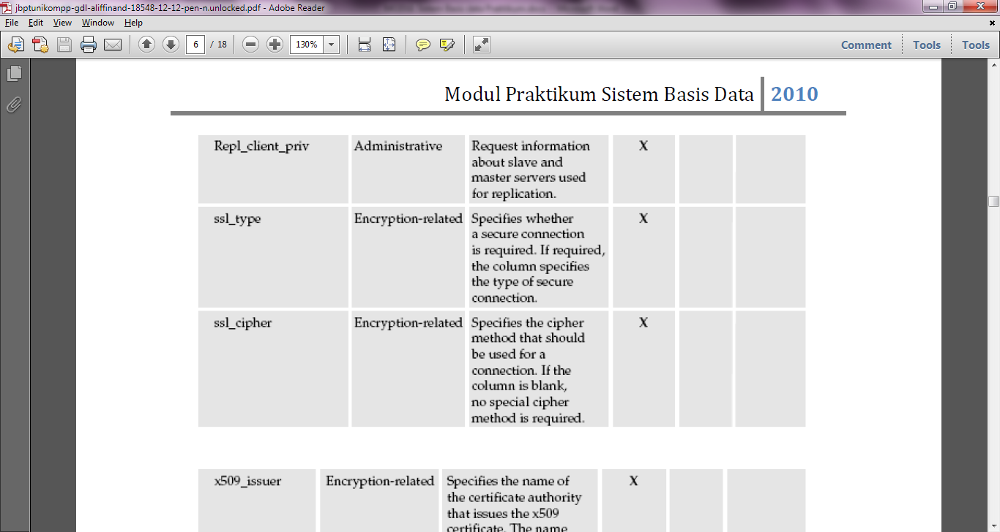 jbptunikompp-gdl-aliffinand-18548-12-12-pen-n.unlocked.pdf - Adobe Reader
File Edit View Window Help
6 / 18 130% Comment Tools Tools
Modul Praktikum Sistem Basis Data 2010
Repl_client_priv Administrative Request information X
about slave and
master servers used
for replication.
ssl_type Encryption-related Specifies whether X
a secure connection
is required. If required,
the column specifies
the type of secure
connection.
ssl_cipher Encryption-related Specifies the cipher X
method that should
be used for a
connection. If the
column is blank,
no special cipher
method is required.
x509_issuer Encryption-related Specifies the name of X
the certificate authority
that issues the x509
certificate. The name